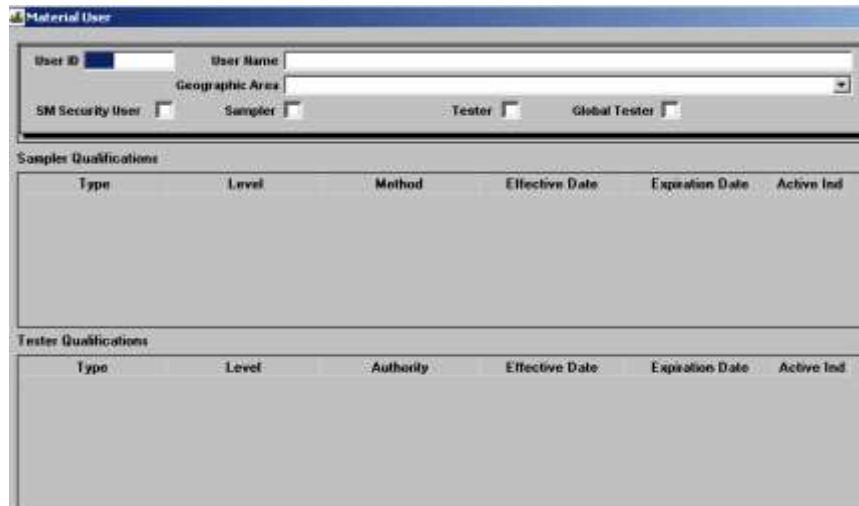 Material User
User ID User Name
Geographic Area
SM Security User Sampler Tester Global Tester
Sampler Qualifications
Type Level Method Effective Date Expiration Date Active Ind
Tester Qualifications
Type Level Authority Effective Date Expiration Date Active Ind